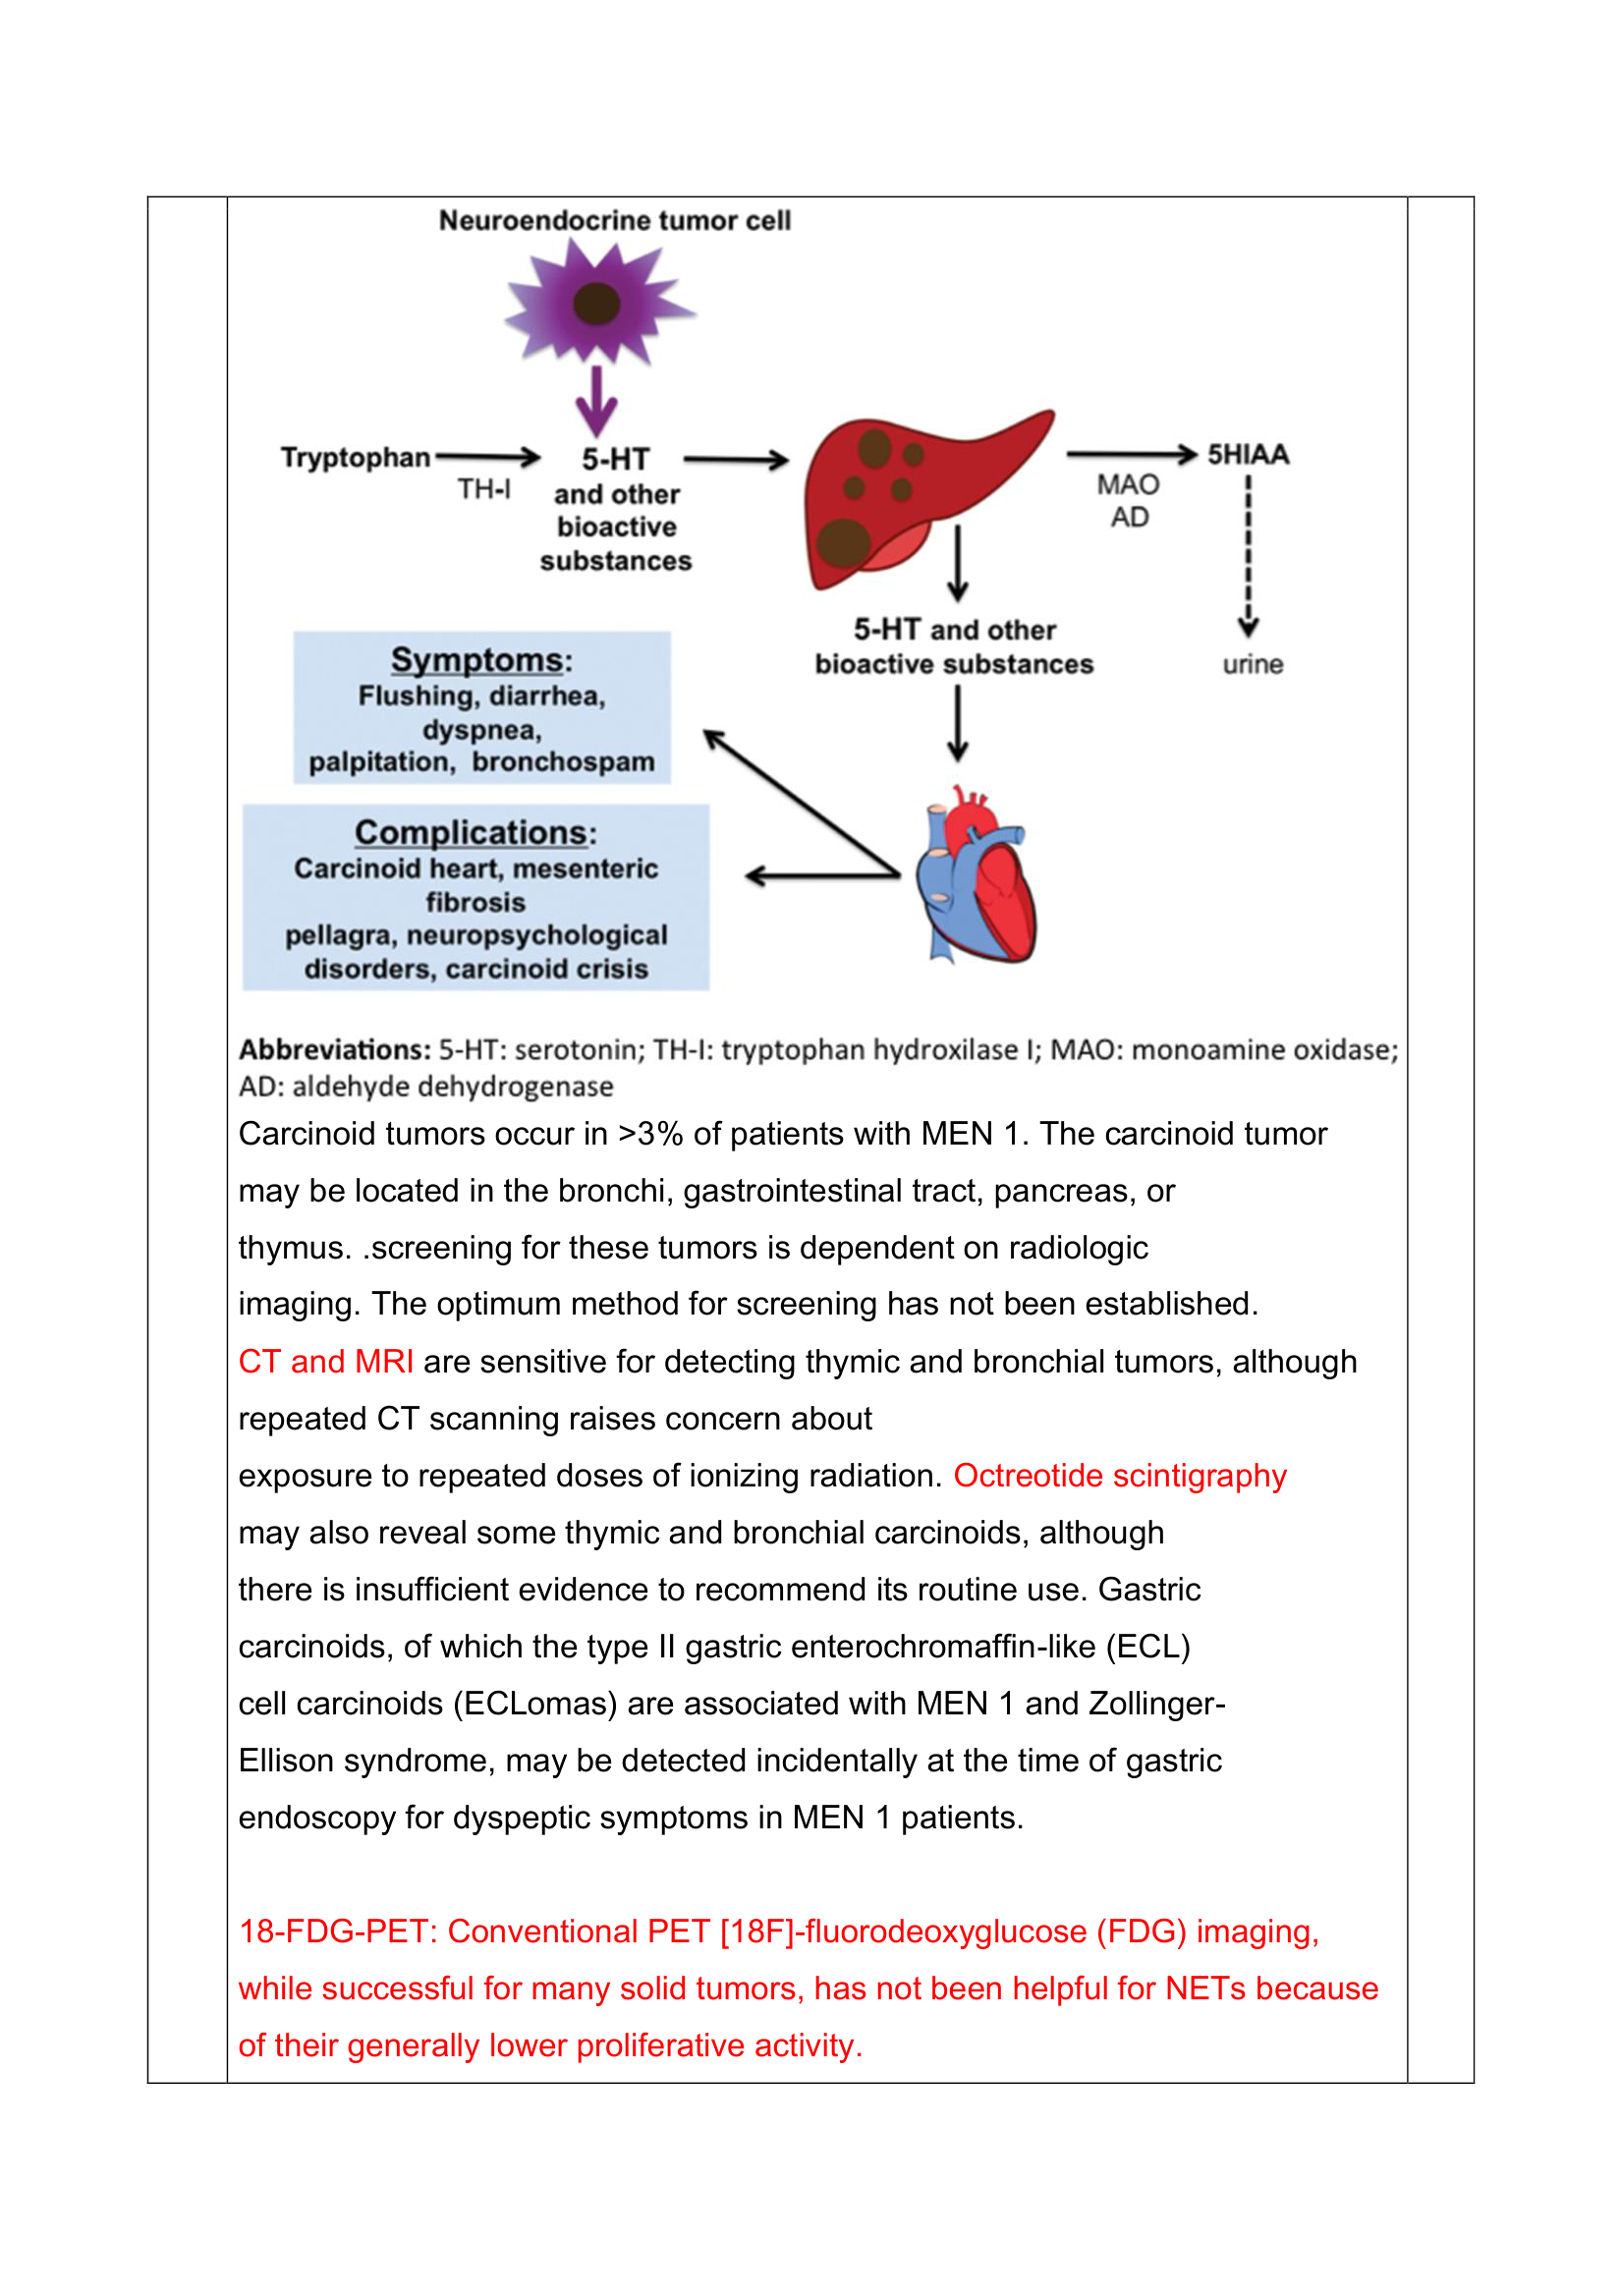 Neuroendocrine tumor cell
Tryptophan
TH-I
5-HT
and other
bioactive
substances
MAO
AD
5HIAA
urine
5-HT and other
bioactive substances
Symptoms:
Flushing, diarrhea,
dyspnea,
palpitation, bronchospam
Complications:
Carcinoid heart, mesenteric
fibrosis
pellagra, neuropsychological
disorders, carcinoid crisis
Abbreviations: 5-HT: serotonin; TH-I: tryptophan hydroxilase I; MAO: monoamine oxidase;
AD: aldehyde dehydrogenase
Carcinoid tumors occur in >3% of patients with MEN 1. The carcinoid tumor
may be located in the bronchi, gastrointestinal tract, pancreas, or
thymus. .screening for these tumors is dependent on radiologic
imaging. The optimum method for screening has not been established.
CT and MRI are sensitive for detecting thymic and bronchial tumors, although
repeated CT scanning raises concern about
exposure to repeated doses of ionizing radiation. Octreotide scintigraphy
may also reveal some thymic and bronchial carcinoids, although
there is insufficient evidence to recommend its routine use. Gastric
carcinoids, of which the type II gastric enterochromaffin-like (ECL)
cell carcinoids (ECLomas) are associated with MEN 1 and Zollinger-
Ellison syndrome, may be detected incidentally at the time of gastric
endoscopy for dyspeptic symptoms in MEN 1 patients.
18-FDG-PET: Conventional PET [18F]-fluorodeoxyglucose (FDG) imaging,
while successful for many solid tumors, has not been helpful for NETs because
of their generally lower proliferative activity.